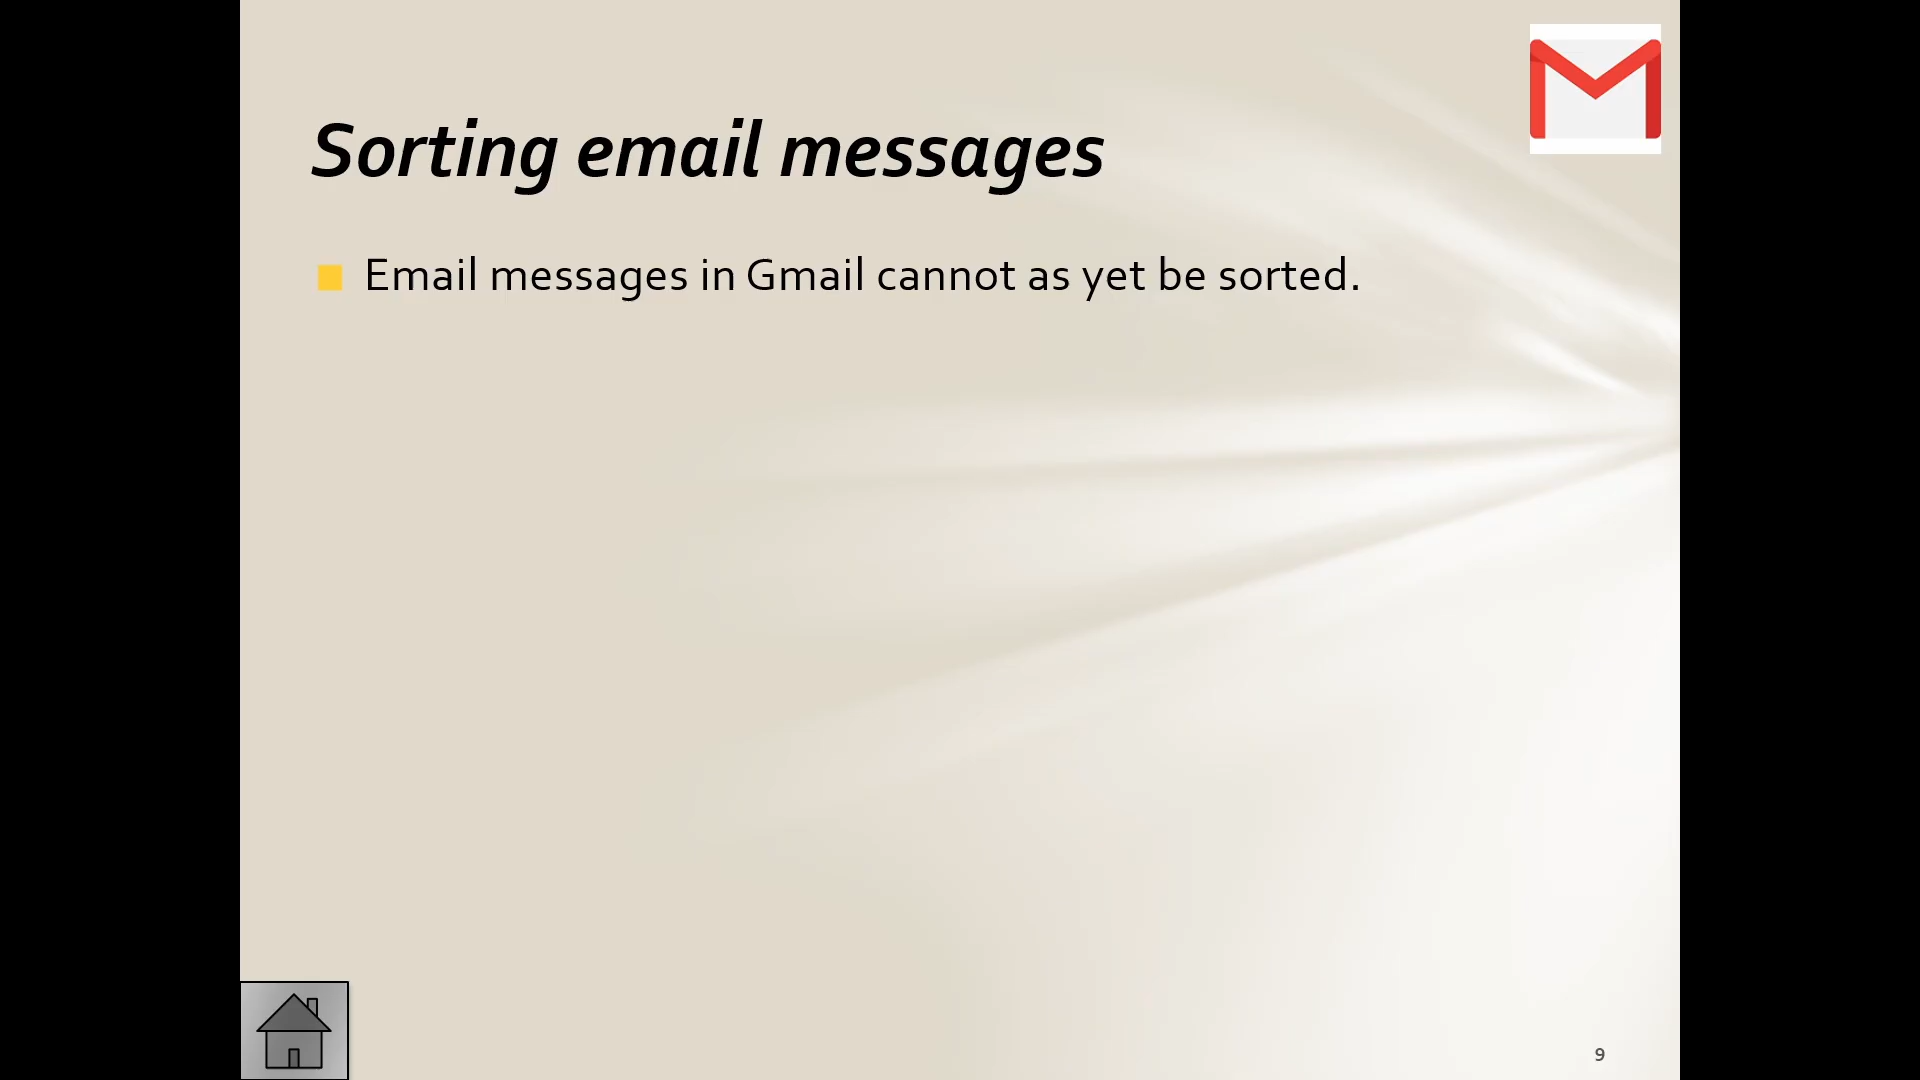 Sorting email messages
Email messages in Gmail cannot as yet be sorted.
9